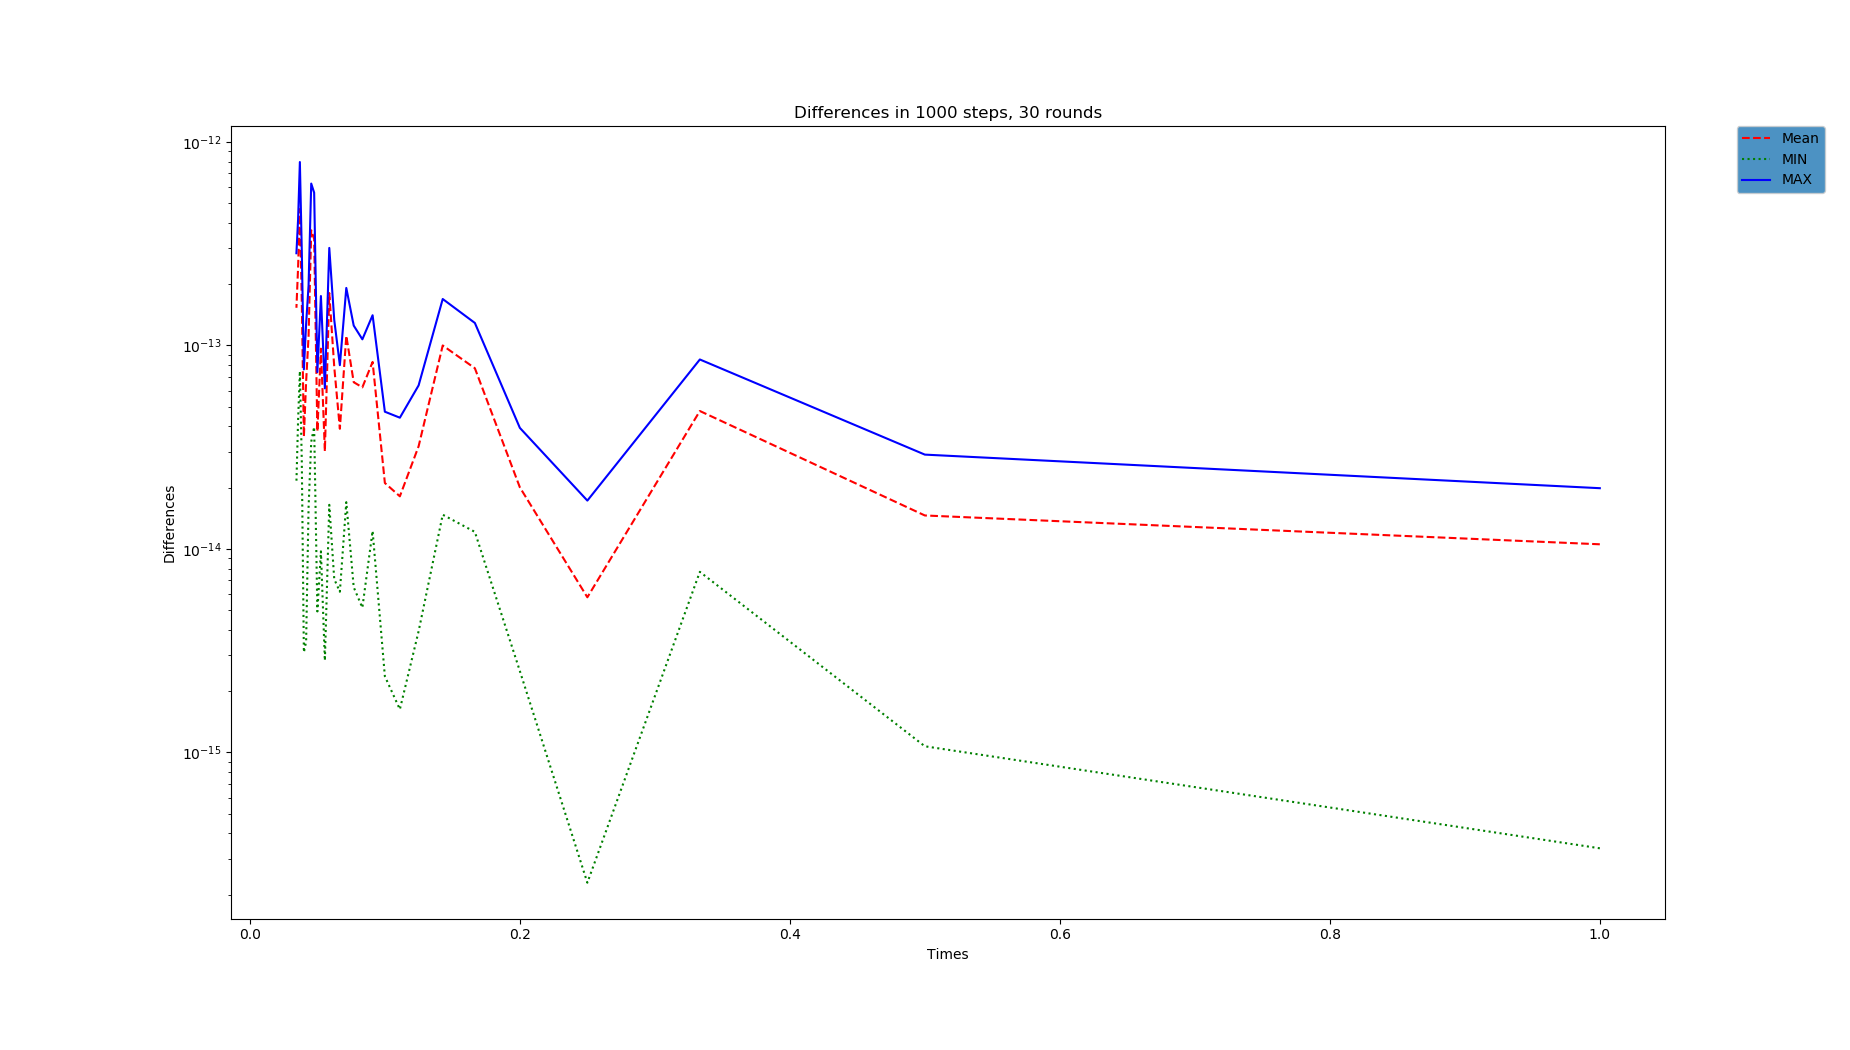 Differences in 1000 steps, 30 rounds
Mean
MIN
MAX
10⁻¹²
10⁻¹³
10⁻¹⁴
10⁻¹⁵
Differences
0.0 0.2 0.4 0.6 0.8 1.0
Times